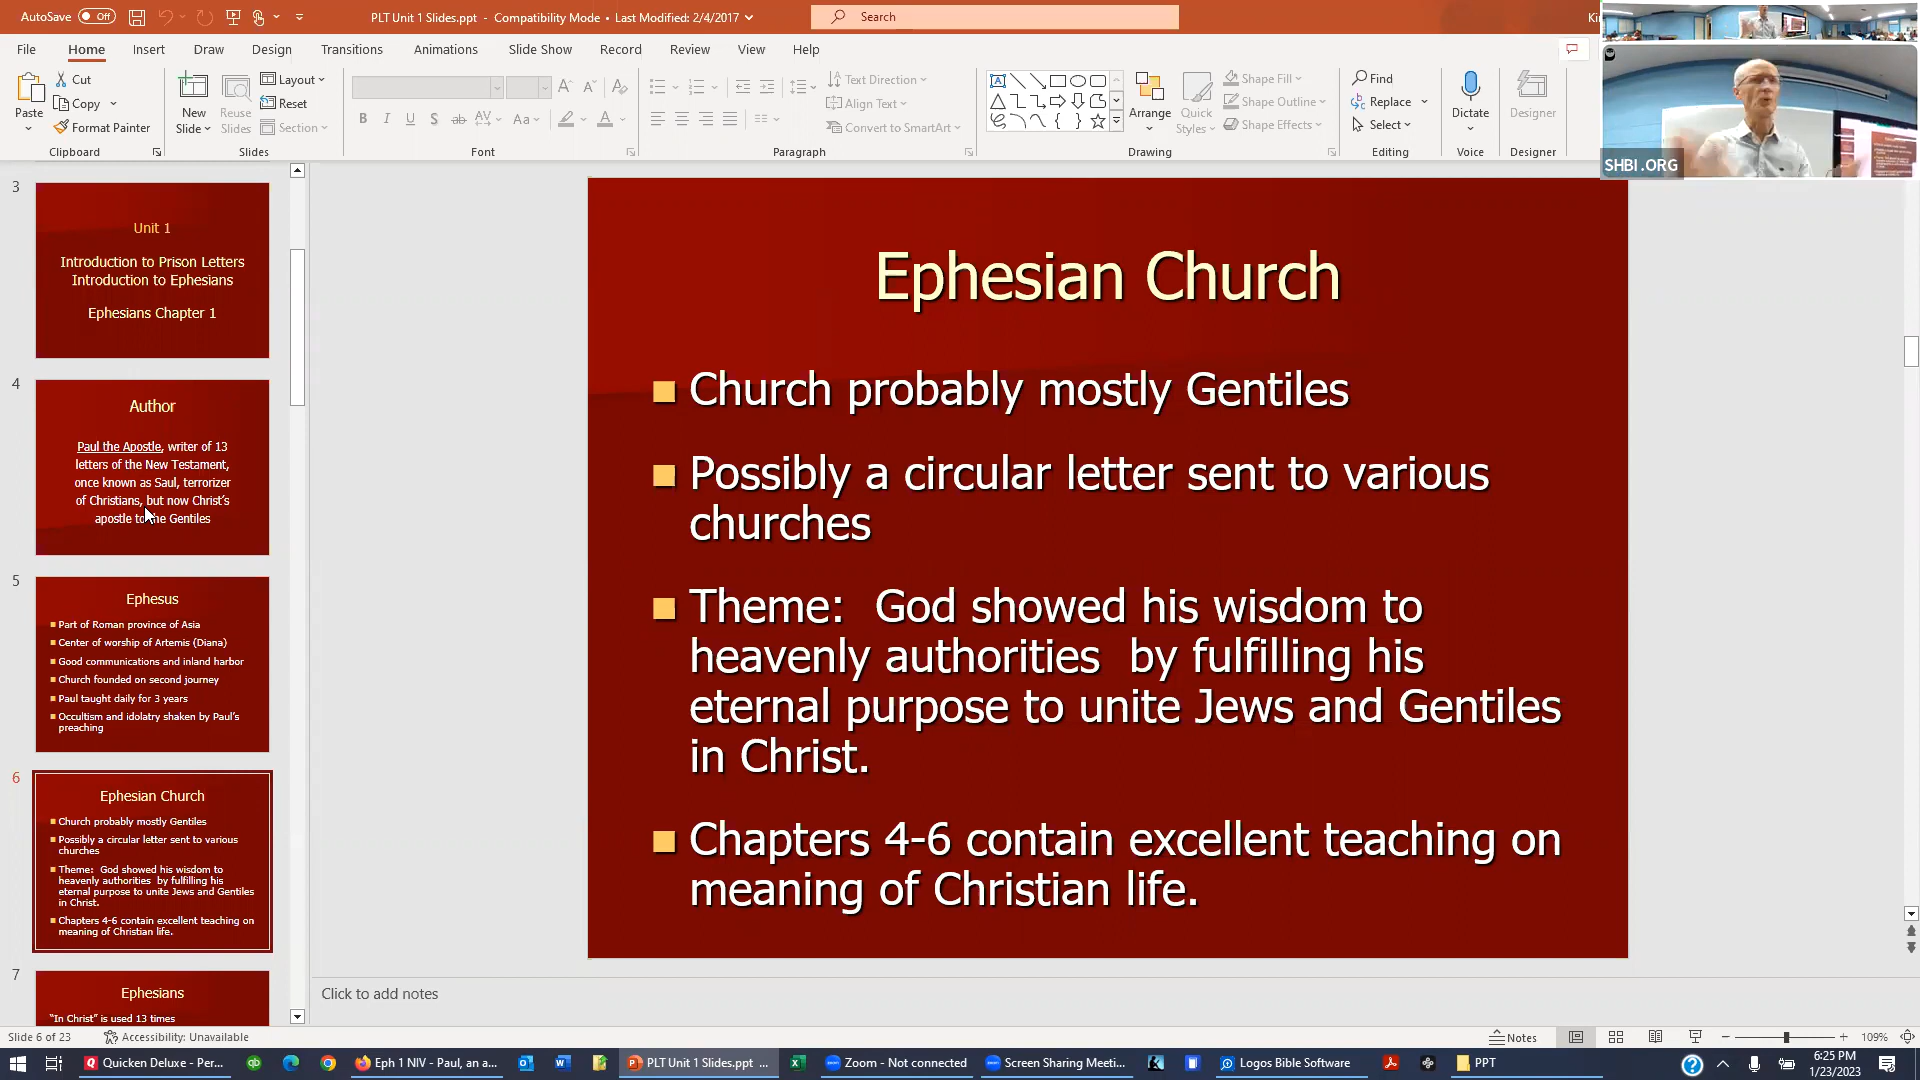 AutoSave Off PLT Unit 1 Slides.ppt - Compatibility Mode • Last Modified: 2/4/2017 Search
File Home Insert Draw Design Transitions Animations Slide Show Record Review View Help
Paste Cut Copy Format Painter Clipboard
New Slide Reuse Slides Layout Reset Section Slides
Font
Text Direction Align Text Convert to SmartArt Paragraph
Arrange Quick Styles Shape Fill Shape Outline Shape Effects Drawing
Find Replace Select Editing
Dictate Voice
Designer Designer
SHBI.ORG
3
Unit 1
Introduction to Prison Letters
Introduction to Ephesians
Ephesians Chapter 1
4
Author
Paul the Apostle, writer of 13
letters of the New Testament,
once known as Saul, terrorizer
of Christians, but now Christ's
apostle to the Gentiles
5
Ephesus
Part of Roman province of Asia
Center of worship of Artemis (Diana)
Good communications and inland harbor
Church founded on second journey
Paul taught daily for 3 years
Occultism and idolatry shaken by Paul's
preaching
6
Ephesian Church
Church probably mostly Gentiles
Possibly a circular letter sent to various
churches
Theme: God showed his wisdom to
heavenly authorities by fulfilling his
eternal purpose to unite Jews and Gentiles
in Christ.
Chapters 4-6 contain excellent teaching on
meaning of Christian life.
7
Ephesians
"In Christ" is used 13 times
Ephesian Church
Church probably mostly Gentiles
Possibly a circular letter sent to various
churches
Theme: God showed his wisdom to
heavenly authorities by fulfilling his
eternal purpose to unite Jews and Gentiles
in Christ.
Chapters 4-6 contain excellent teaching on
meaning of Christian life.
Click to add notes
Slide 6 of 23 Accessibility: Unavailable Notes 109%
Quicken Deluxe - Per... Eph 1 NIV - Paul, an a... PLT Unit 1 Slides.ppt ... Zoom - Not connected Screen Sharing Meeti... Logos Bible Software PPT 6:25 PM
1/23/2023